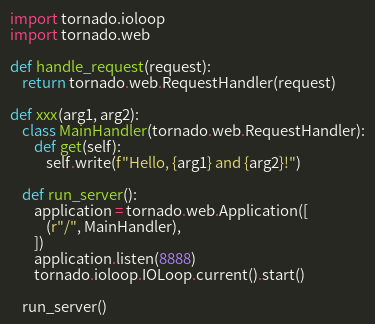 import tornado.ioloop
import tornado.web

def handle_request(request):
    return tornado.web.RequestHandler(request)

def xxx(arg1, arg2):
    class MainHandler(tornado.web.RequestHandler):
        def get(self):
            self.write(f"Hello, {arg1} and {arg2}!")

    def run_server():
        application = tornado.web.Application([
            (r"/", MainHandler),
        ])
        application.listen(8888)
        tornado.ioloop.IOLoop.current().start()

    run_server()